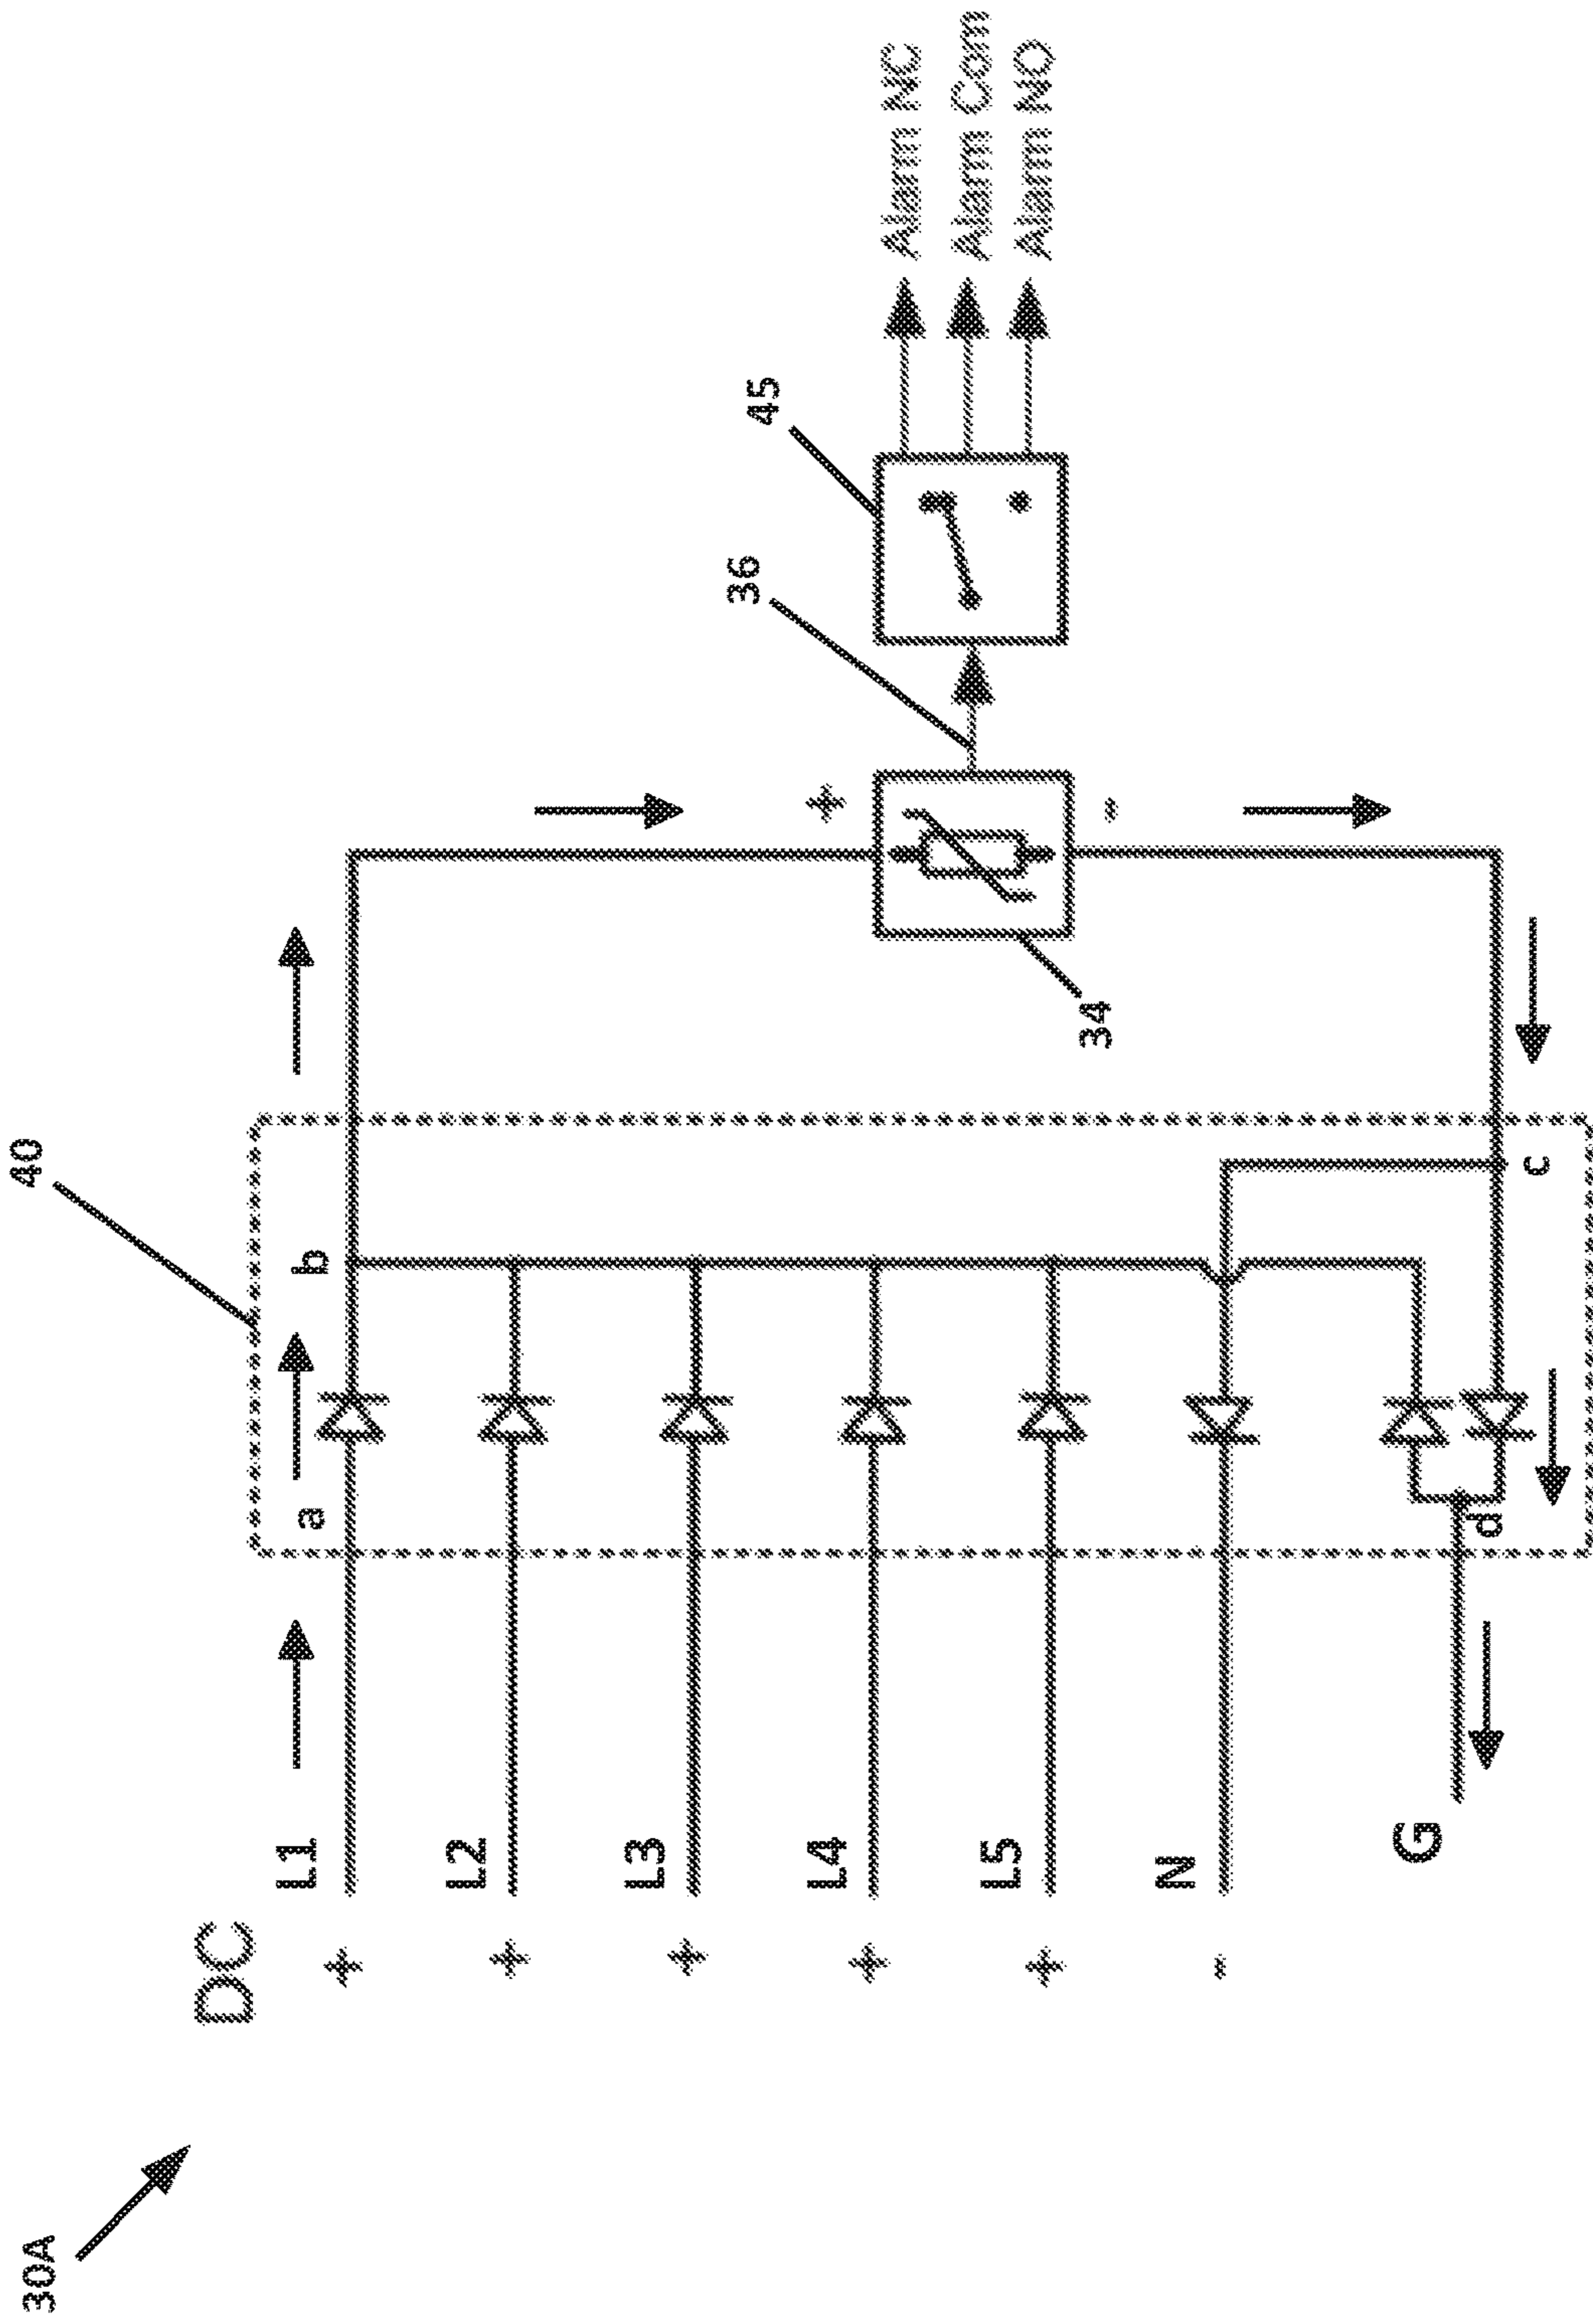 30A
40
DC
+ L1
+ L2
+ L3
+ L4
+ L5
- N
G
a
b
c
d
34
+
-
36
45
Alarm NC
Alarm Com
Alarm NO